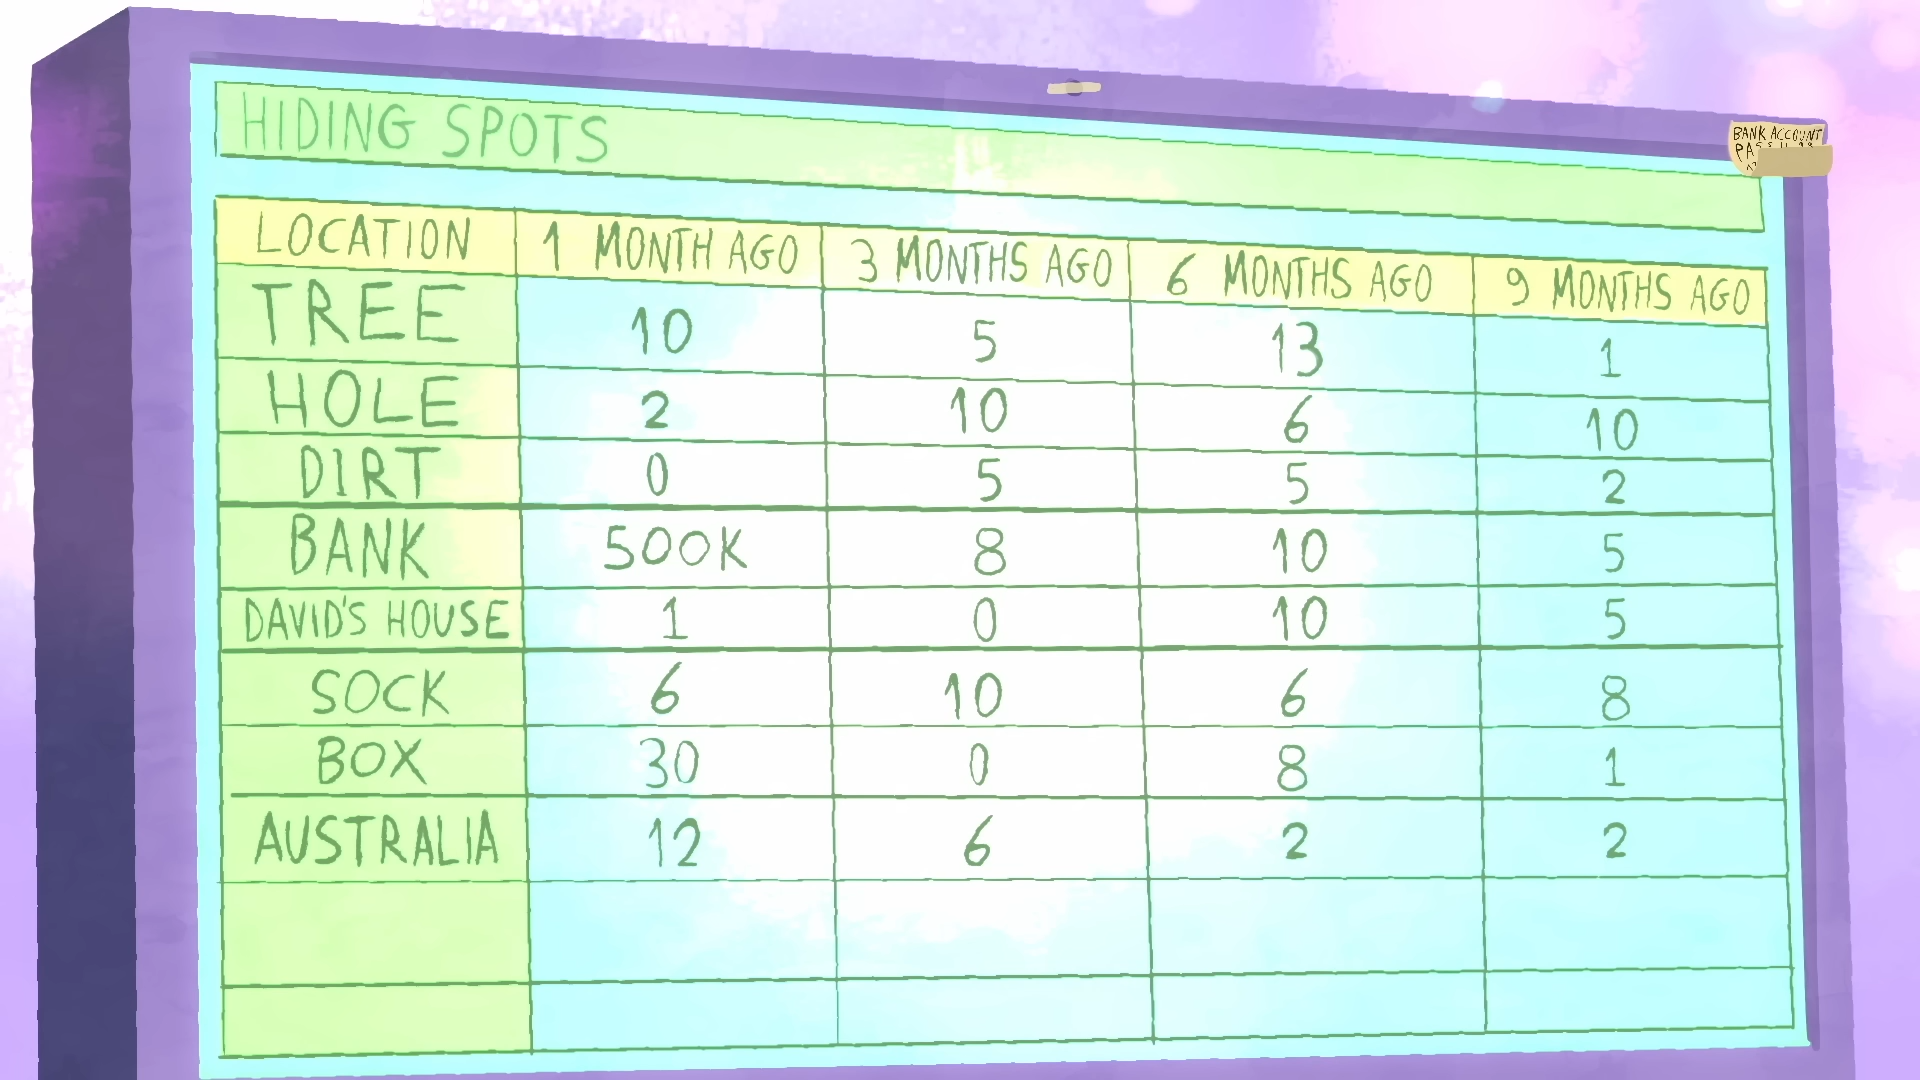 BANK ACCOUNT
HIDING SPOTS
LOCATION 1 MONTH AGO 3 MONTHS AGO 6 MONTHS AGO 9 MONTHS AGO
TREE 10 5 13 1
HOLE 2 10 6 10
DIRT 0 5 5 2
BANK 500K 8 10 5
DAVID'S HOUSE 1 0 10 5
SOCK 6 10 6 8
BOX 30 0 8 1
AUSTRALIA 12 6 2 2